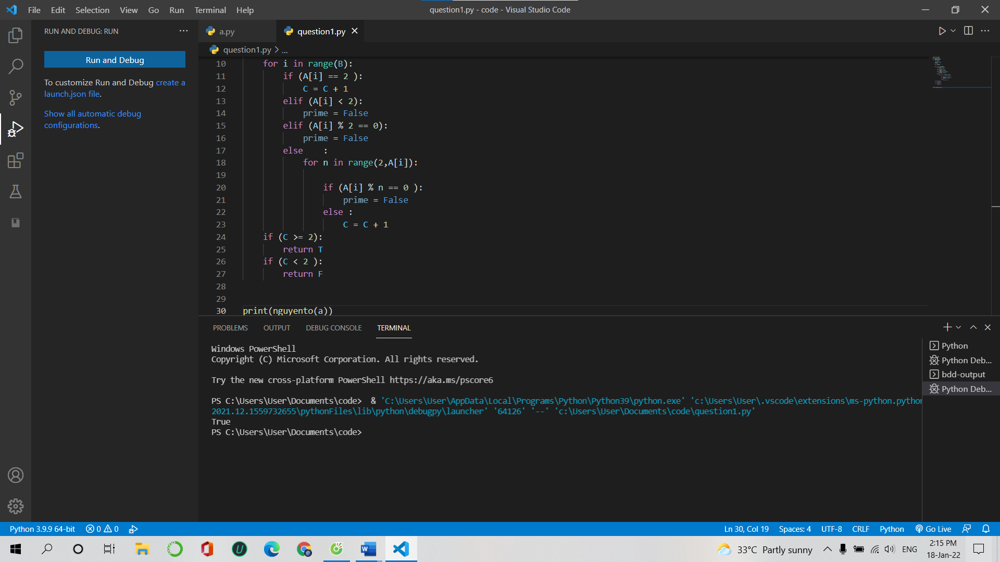 File Edit Selection View Go Run Terminal Help
question1.py - code - Visual Studio Code
RUN AND DEBUG: RUN
Run and Debug
To customize Run and Debug create a
launch.json file.
Show all automatic debug
configurations.
a.py
question1.py
question1.py > ...
10 for i in range(B):
11 if (A[i] == 2 ):
12 C = C + 1
13 elif (A[i] < 2):
14 prime = False
15 elif (A[i] % 2 == 0):
16 prime = False
17 else    :
18 for n in range(2,A[i]):
19
20 if (A[i] % n == 0 ):
21 prime = False
22 else :
23 C = C + 1
24 if (C >= 2):
25 return T
26 if (C < 2 ):
27 return F
28
29
30 print(nguyento(a))
PROBLEMS OUTPUT DEBUG CONSOLE TERMINAL
Windows PowerShell
Copyright (C) Microsoft Corporation. All rights reserved.
Try the new cross-platform PowerShell https://aka.ms/pscore6
PS C:\Users\User\Documents\code>  & 'C:\Users\User\AppData\Local\Programs\Python\Python39\python.exe' 'c:\Users\User\.vscode\extensions\ms-python.python
2021.12.1559732655\pythonFiles\lib\python\debugpy\launcher' '64126' '--' 'c:\Users\User\Documents\code\question1.py'
True
PS C:\Users\User\Documents\code>
Python
Python Deb...
bdd-output
Python Deb...
Python 3.9.9 64-bit 0 0
Ln 30, Col 19 Spaces: 4 UTF-8 CRLF Python Go Live
33°C Partly sunny
ENG
2:15 PM
18-Jan-22